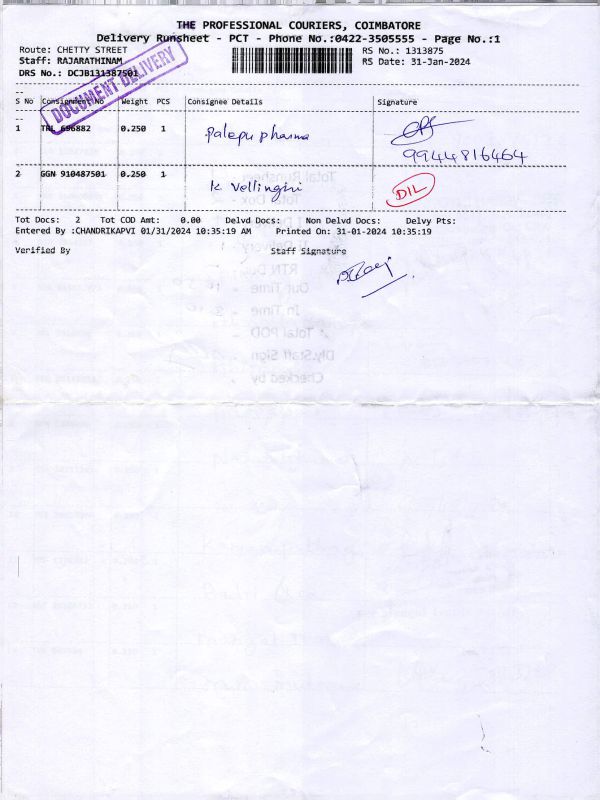 THE PROFESSIONAL COURIERS, COIMBATORE
Delivery Runsheet - PCT - Phone No.:0422-3505555 - Page No.:1
Route: CHETTY STREET
RS No.: 1313875
Staff: RAJARATHINAM
RS Date: 31-Jan-2024
DRS No.: DCJB131387501
DOCUMENT DELIVERY
S No Consignment No Weight PCS Consignee Details Signature
1 TRL 696882 0.250 1 Palepu pharma
99444816464
2 GGN 910487501 0.250 1 K Vellingiri DIL
Tot Docs: 2 Tot COD Amt: 0.00 Delvd Docs: Non Delvd Docs: Delvy Pts:
Entered By :CHANDRIKAPVI 01/31/2024 10:35:19 AM Printed On: 31-01-2024 10:35:19
Verified By Staff Signature